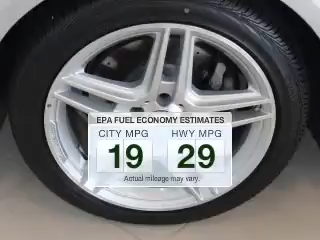 EPA FUEL ECONOMY ESTIMATES
CITY MPG HWY MPG
19 29
Actual mileage may vary.